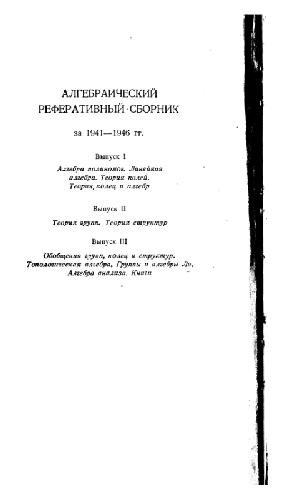 АЛГЕБРАИЧЕСКИЙ
РЕФЕРАТИВНЫЙ СБОРНИК
за 1941—1946 гг.
Выпуск I
Алгебра полиномов. Линейная
алгебра. Теория полей.
Теория колец и алгебр
Выпуск II
Теория групп. Теория структур
Выпуск III
Обобщения групп, колец и структур.
Топологическая алгебра. Группы и алгебры Ли.
Алгебра анализа. Книги